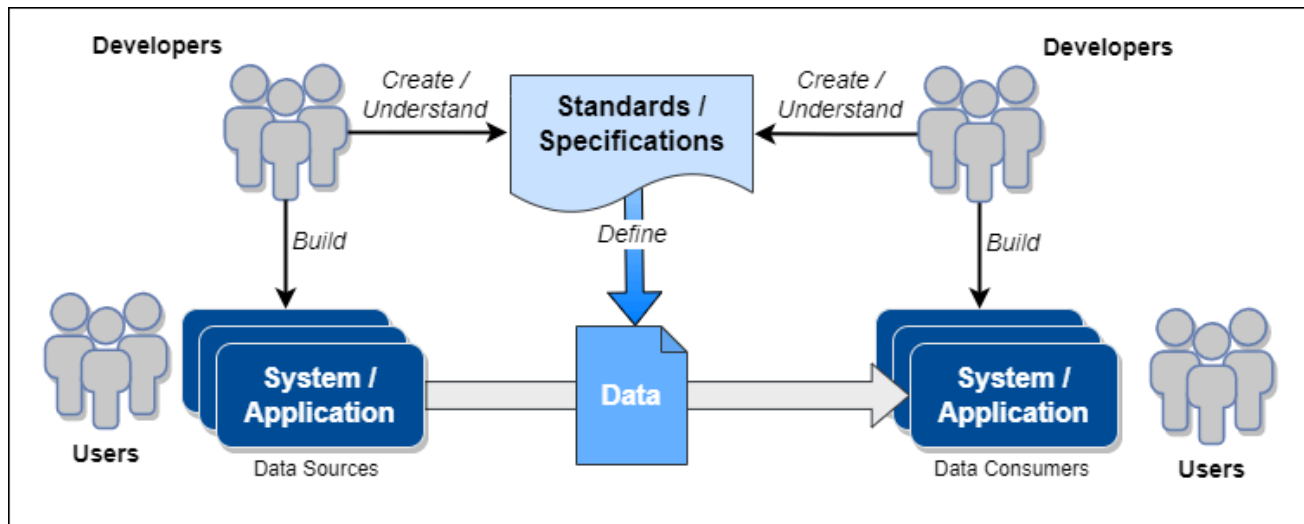 Developers
Developers
Create /
Understand
Standards /
Specifications
Create /
Understand
Build
Define
Build
System /
Application
Data
System /
Application
Users
Data Sources
Data Consumers
Users